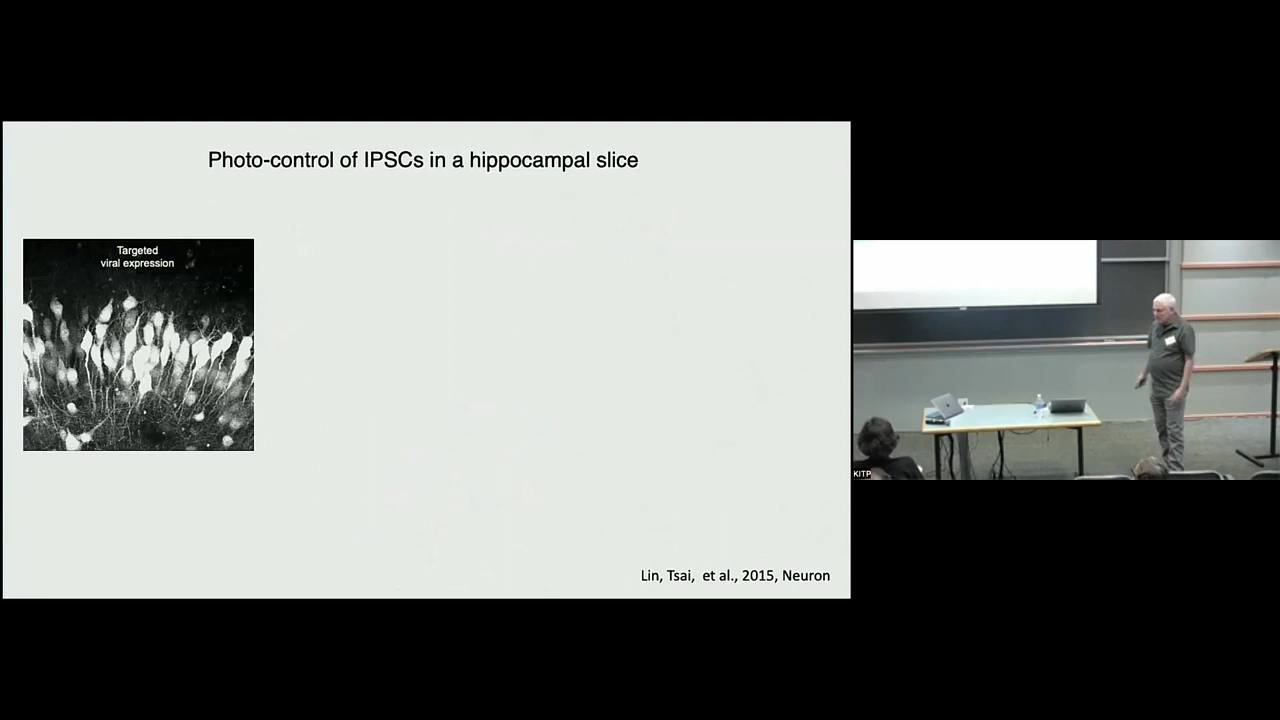 Photo-control of IPSCs in a hippocampal slice
Targeted
viral expression
Lin, Tsai, et al., 2015, Neuron
KITP